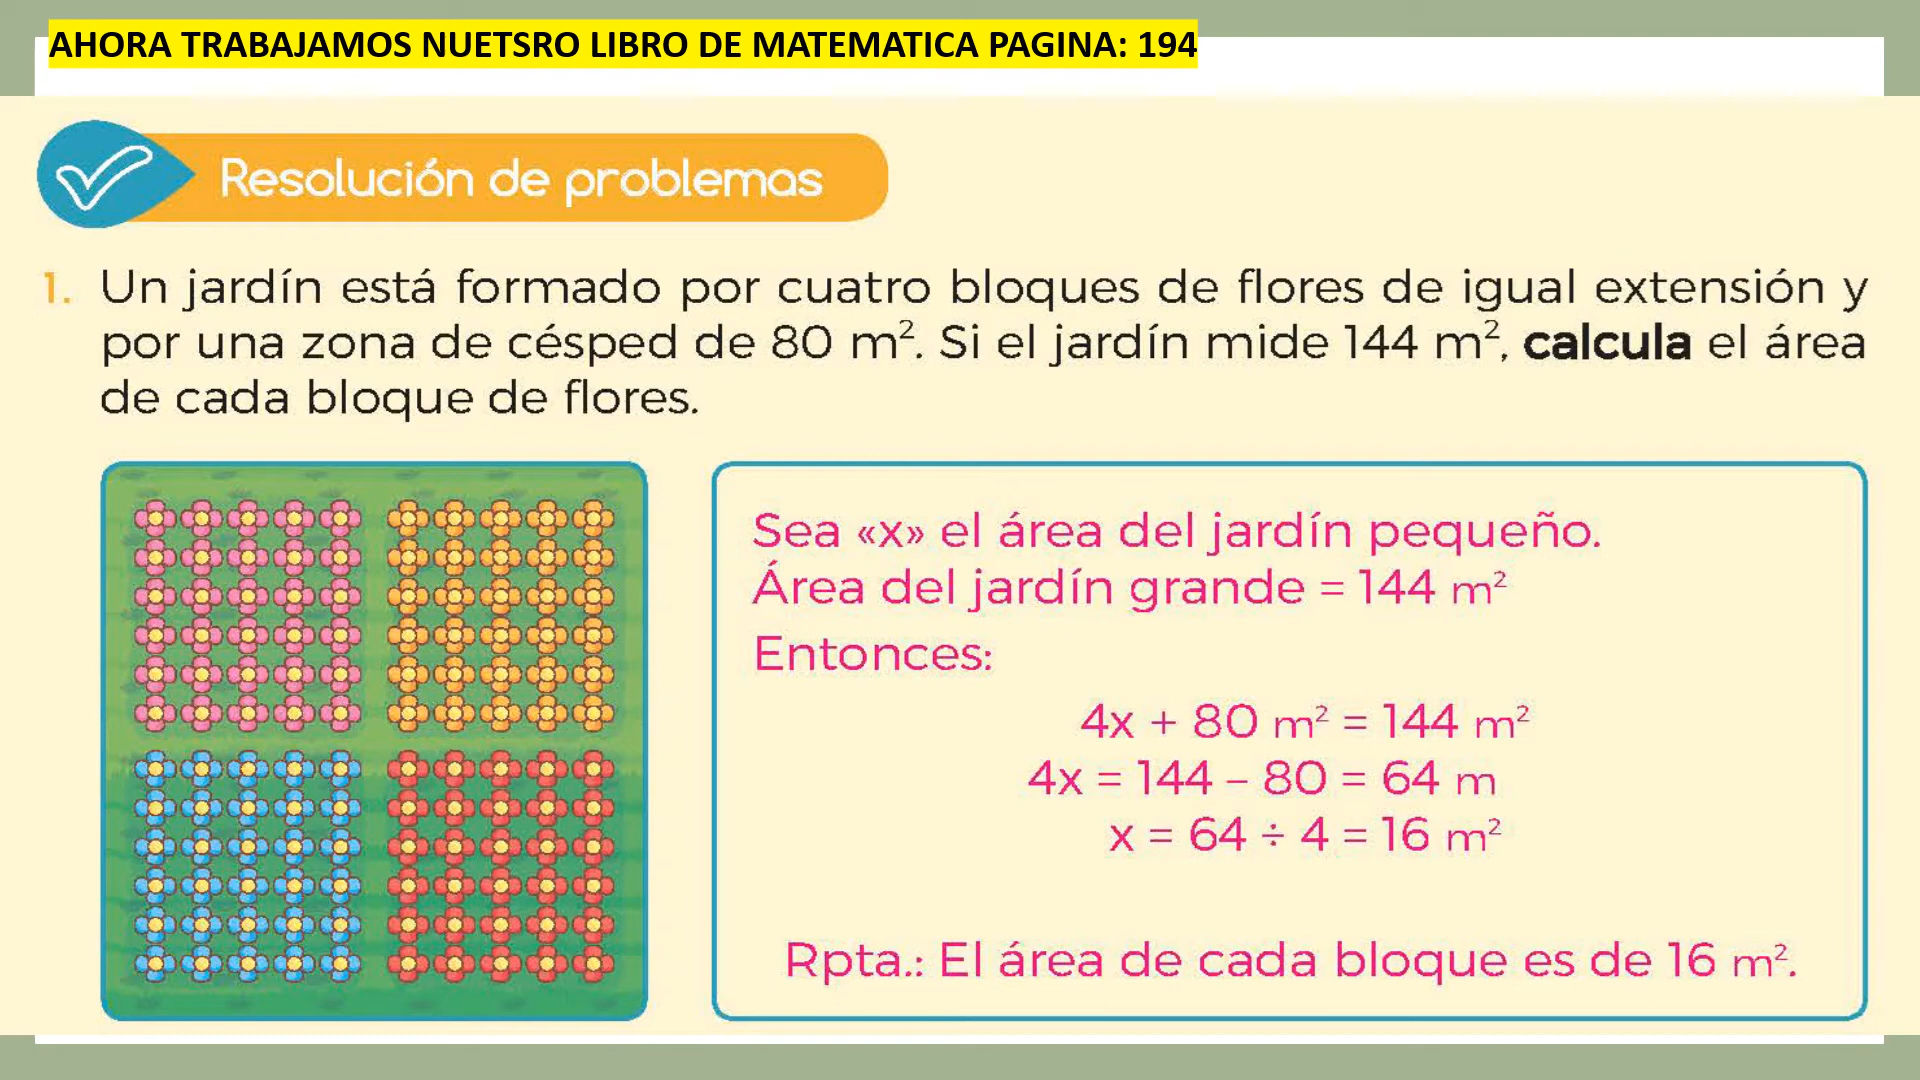 AHORA TRABAJAMOS NUETSRO LIBRO DE MATEMATICA PAGINA: 194
Resolución de problemas
1. Un jardín está formado por cuatro bloques de flores de igual extensión y
por una zona de césped de 80 m². Si el jardín mide 144 m², calcula el área
de cada bloque de flores.
Sea «x» el área del jardín pequeño.
Área del jardín grande = 144 m²
Entonces:
4x + 80 m² = 144 m²
4x = 144 – 80 = 64 m
x = 64 ÷ 4 = 16 m²
Rpta.: El área de cada bloque es de 16 m².